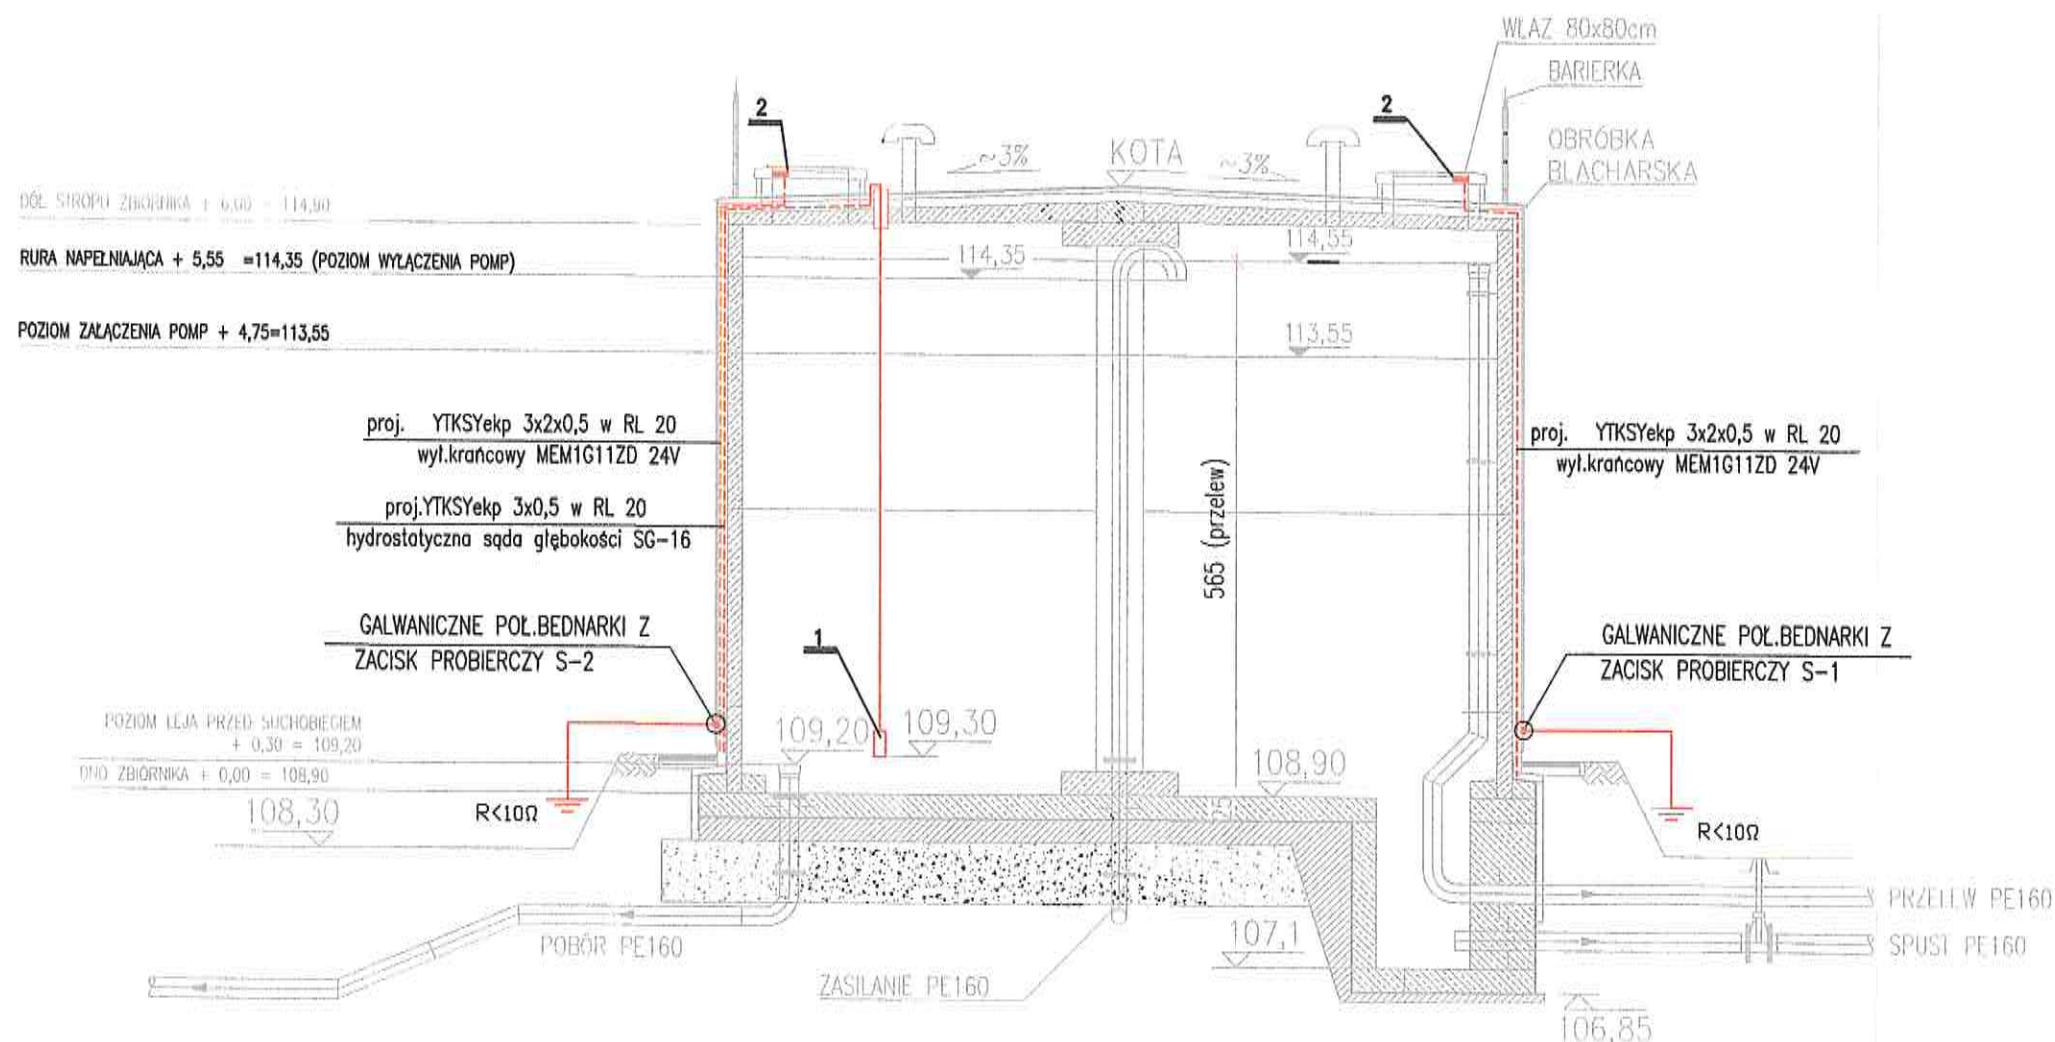 WŁAZ 80x80cm
BARIERKA
2
2
OBRÓBKA
BLACHARSKA
~3%
KOTA
~3%
DÓŁ STROPU ZBIORNIKA + 6,00 = 114,90
RURA NAPEŁNIAJĄCA + 5,55 =114,35 (POZIOM WYŁĄCZENIA POMP)
114,35
114,55
POZIOM ZAŁĄCZENIA POMP + 4,75=113,55
113,55
proj. YTKSYekp 3x2x0,5 w RL 20
wył.krańcowy MEM1G11ZD 24V
proj. YTKSYekp 3x2x0,5 w RL 20
wył.krańcowy MEM1G11ZD 24V
proj.YTKSYekp 3x0,5 w RL 20
hydrostatyczna sąda głębokości SG-16
565 (przelew)
GALWANICZNE POŁ.BEDNARKI Z
ZACISK PROBIERCZY S-2
1
GALWANICZNE POŁ.BEDNARKI Z
ZACISK PROBIERCZY S-1
POZIOM LEJA PRZED SUCHOBIEGIEM
+ 0,30 = 109,20
109,20
109,30
DNO ZBIORNIKA + 0,00 = 108,90
108,90
108,30
R<10Ω
25
R<10Ω
PRZELEW PE160
POBÓR PE160
107,1
SPUST PE160
ZASILANIE PE160
106,85